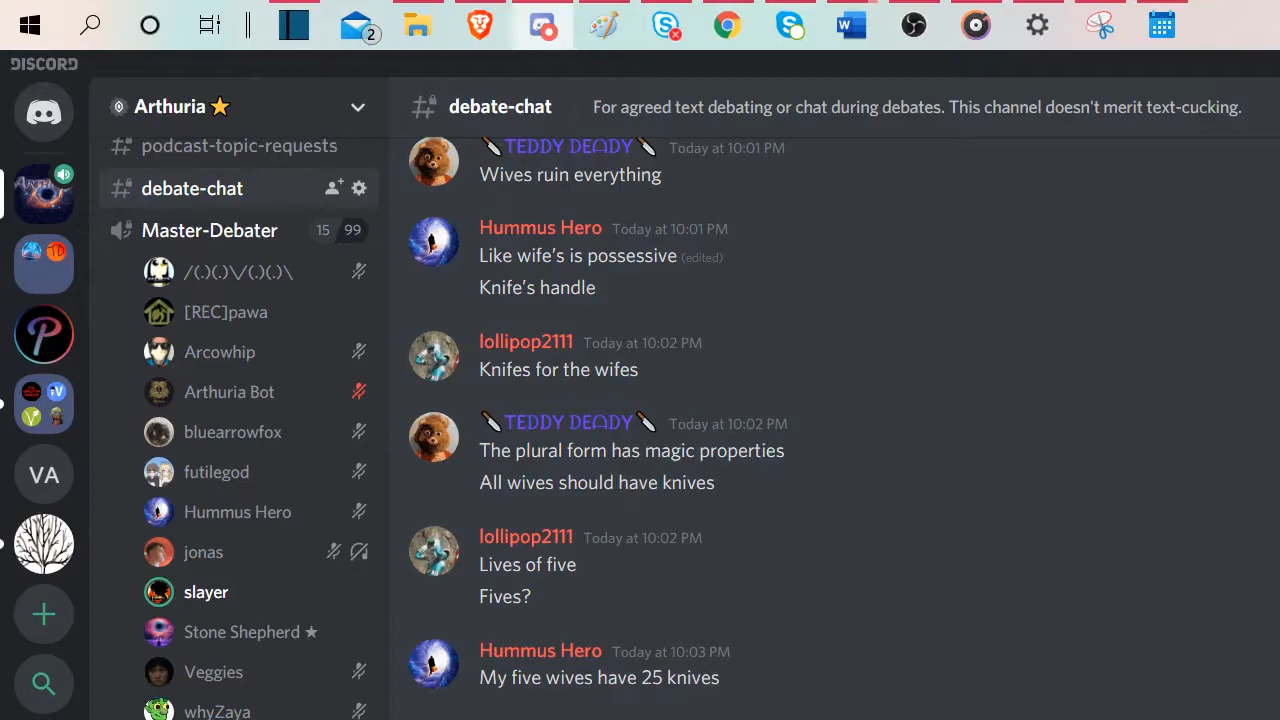 2
DISCORD
Arthuria
podcast-topic-requests
debate-chat
Master-Debater 15 99
/(.)(.)\/(.)(.)\
[REC]pawa
Arcowhip
Arthuria Bot
bluearrowfox
futilegod
Hummus Hero
jonas
slayer
Stone Shepherd
Veggies
whyZaya
VA
debate-chat For agreed text debating or chat during debates. This channel doesn't merit text-cucking.
TEDDY DEADY Today at 10:01 PM
Wives ruin everything
Hummus Hero Today at 10:01 PM
Like wife's is possessive (edited)
Knife's handle
lollipop2111 Today at 10:02 PM
Knifes for the wifes
TEDDY DEADY Today at 10:02 PM
The plural form has magic properties
All wives should have knives
lollipop2111 Today at 10:02 PM
Lives of five
Fives?
Hummus Hero Today at 10:03 PM
My five wives have 25 knives